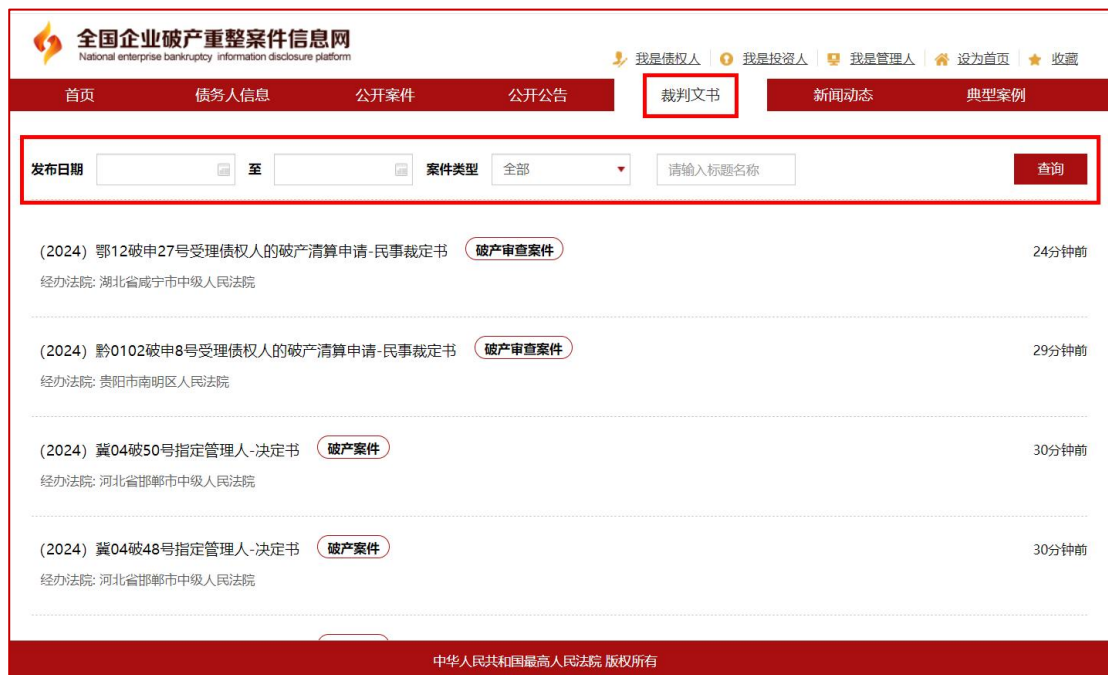 全国企业破产重整案件信息网
National enterprise bankruptcy information disclosure platform
我是债权人 我是投资人 我是管理人 设为首页 收藏
首页 债务人信息 公开案件 公开公告 裁判文书 新闻动态 典型案例
发布日期 至 案件类型 全部 请输入标题名称 查询
(2024) 鄂12破申27号受理债权人的破产清算申请-民事裁定书 破产审查案件 24分钟前
经办法院: 湖北省咸宁市中级人民法院
(2024) 黔0102破申8号受理债权人的破产清算申请-民事裁定书 破产审查案件 29分钟前
经办法院: 贵阳市南明区人民法院
(2024) 冀04破50号指定管理人-决定书 破产案件 30分钟前
经办法院: 河北省邯郸市中级人民法院
(2024) 冀04破48号指定管理人-决定书 破产案件 30分钟前
经办法院: 河北省邯郸市中级人民法院
中华人民共和国最高人民法院 版权所有